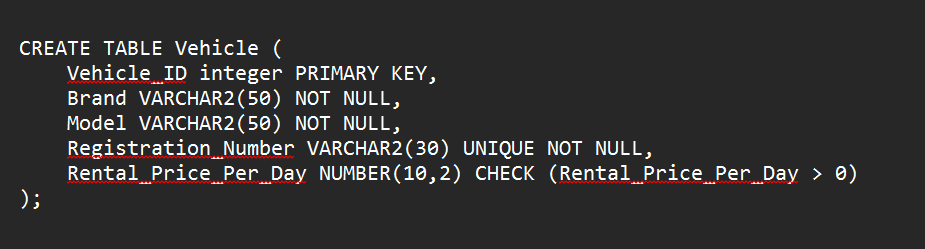 CREATE TABLE Vehicle (
Vehicle_ID integer PRIMARY KEY,
Brand VARCHAR2(50) NOT NULL,
Model VARCHAR2(50) NOT NULL,
Registration_Number VARCHAR2(30) UNIQUE NOT NULL,
Rental_Price_Per_Day NUMBER(10,2) CHECK (Rental_Price_Per_Day > 0)
);